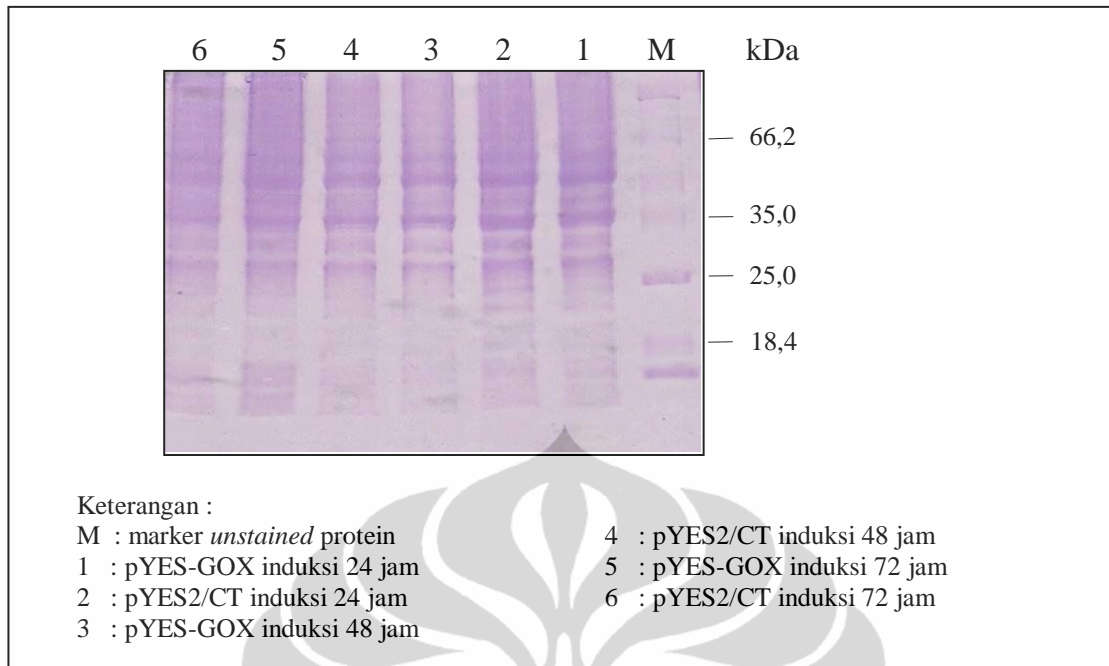 6 5 4 3 2 1 M kDa
66,2
35,0
25,0
18,4
Keterangan :
M : marker unstained protein
1 : pYES-GOX induksi 24 jam
2 : pYES2/CT induksi 24 jam
3 : pYES-GOX induksi 48 jam
4 : pYES2/CT induksi 48 jam
5 : pYES-GOX induksi 72 jam
6 : pYES2/CT induksi 72 jam